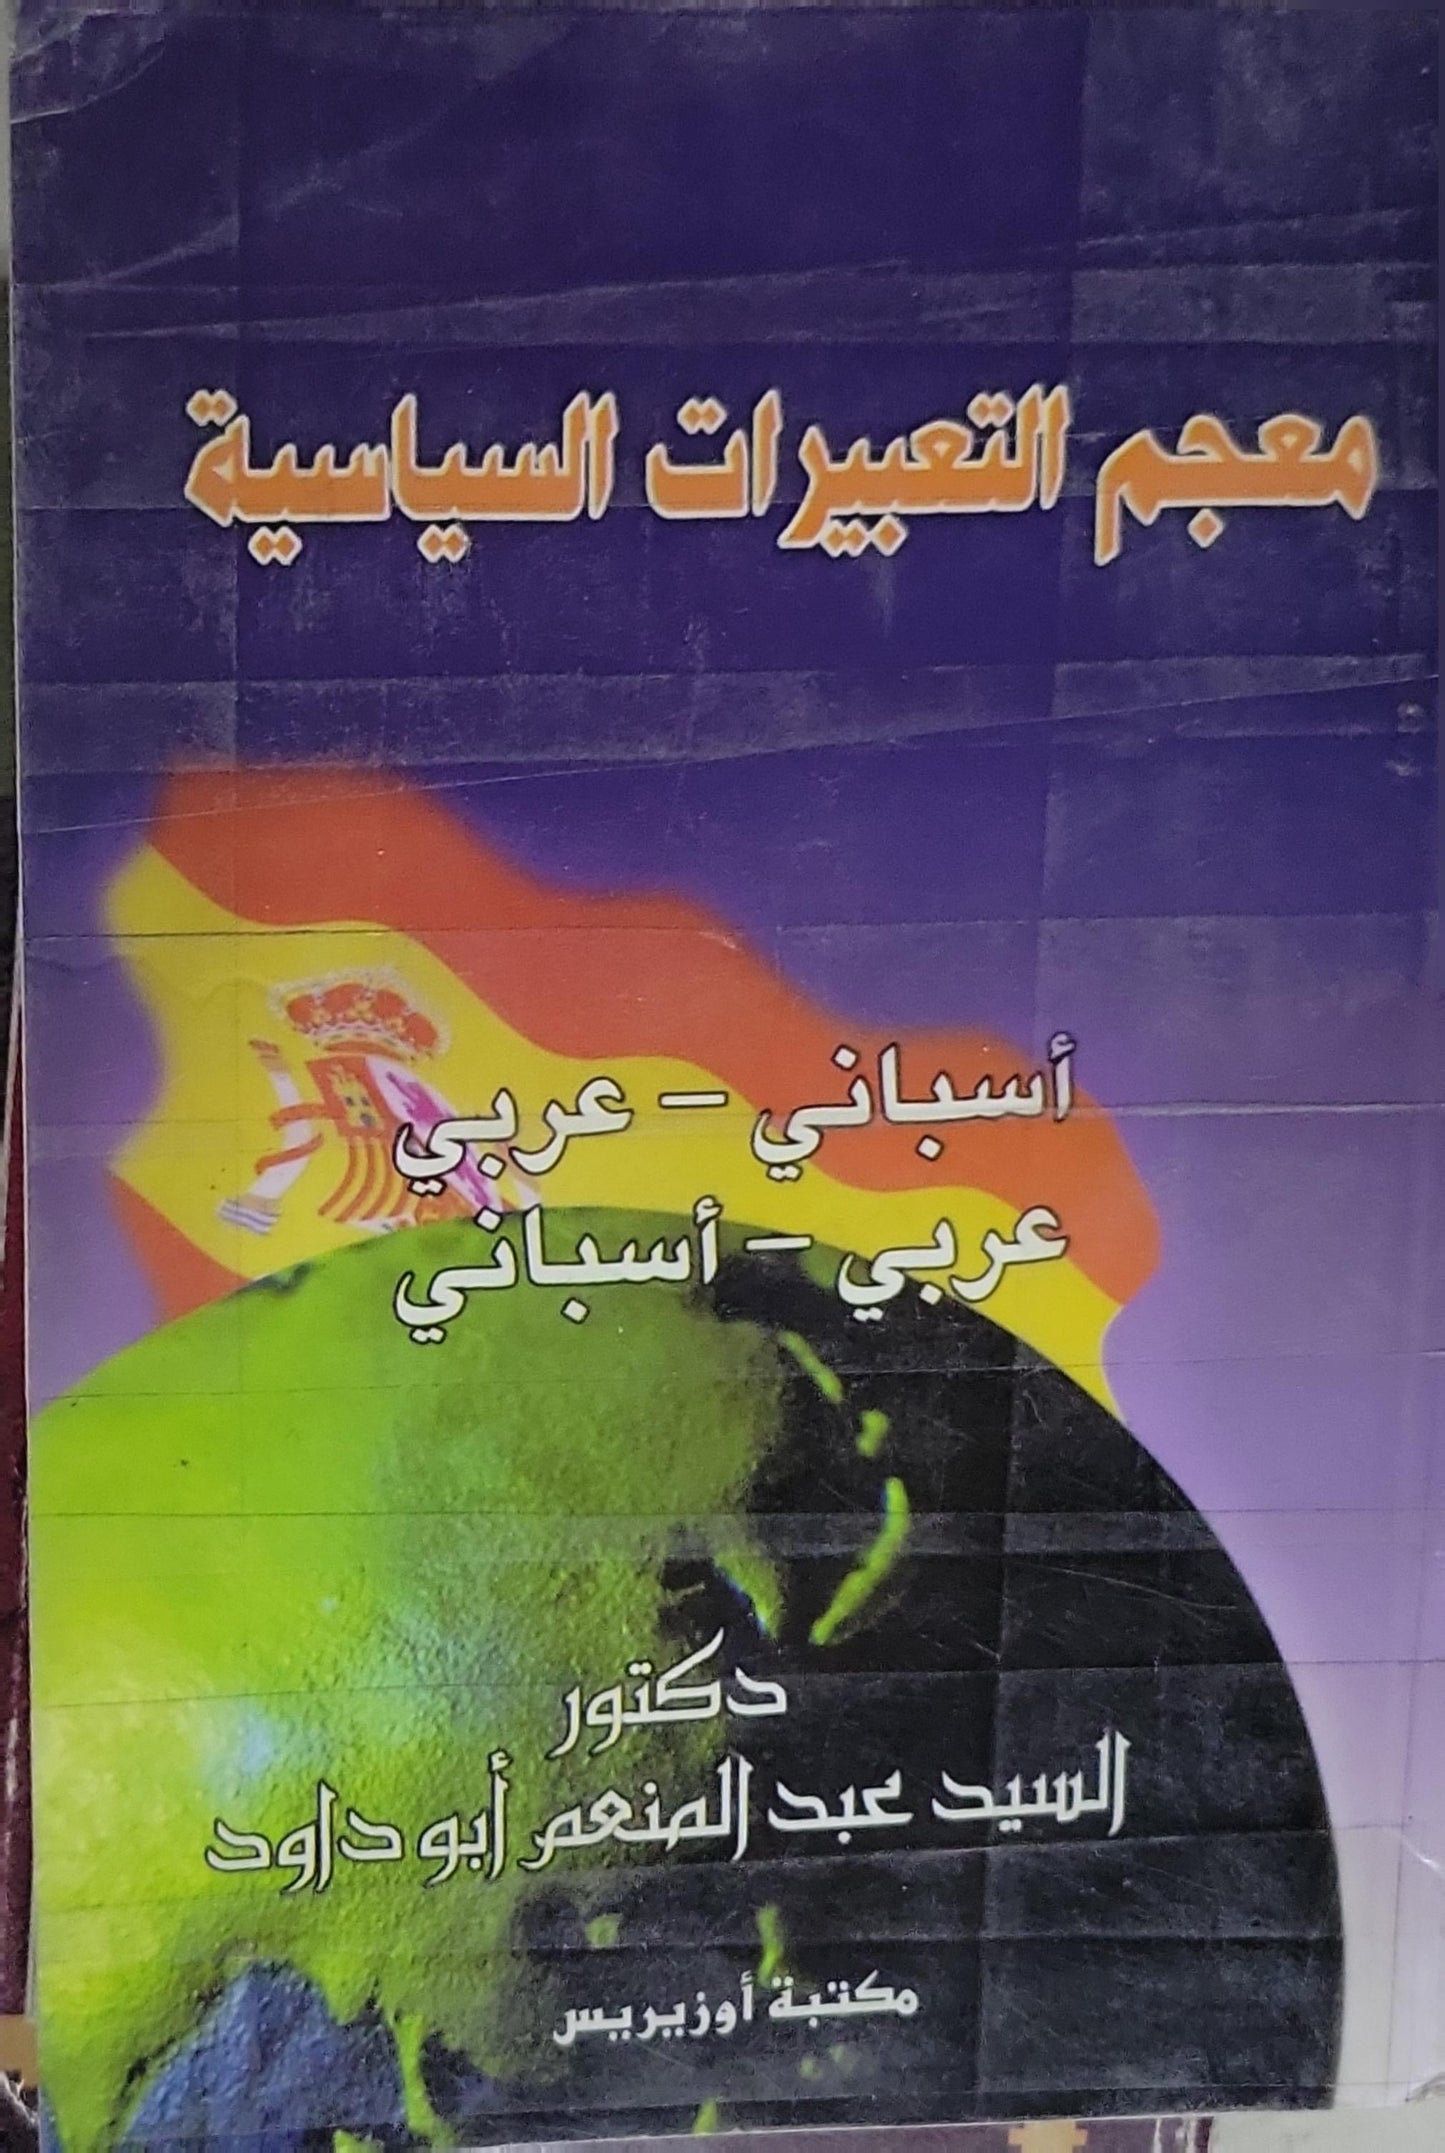 معجم التعبيرات السياسية
أسباني - عربي
عربي - أسباني
دكتور
السيد عبد المنعم أبو داود
مكتبة أوزيريس